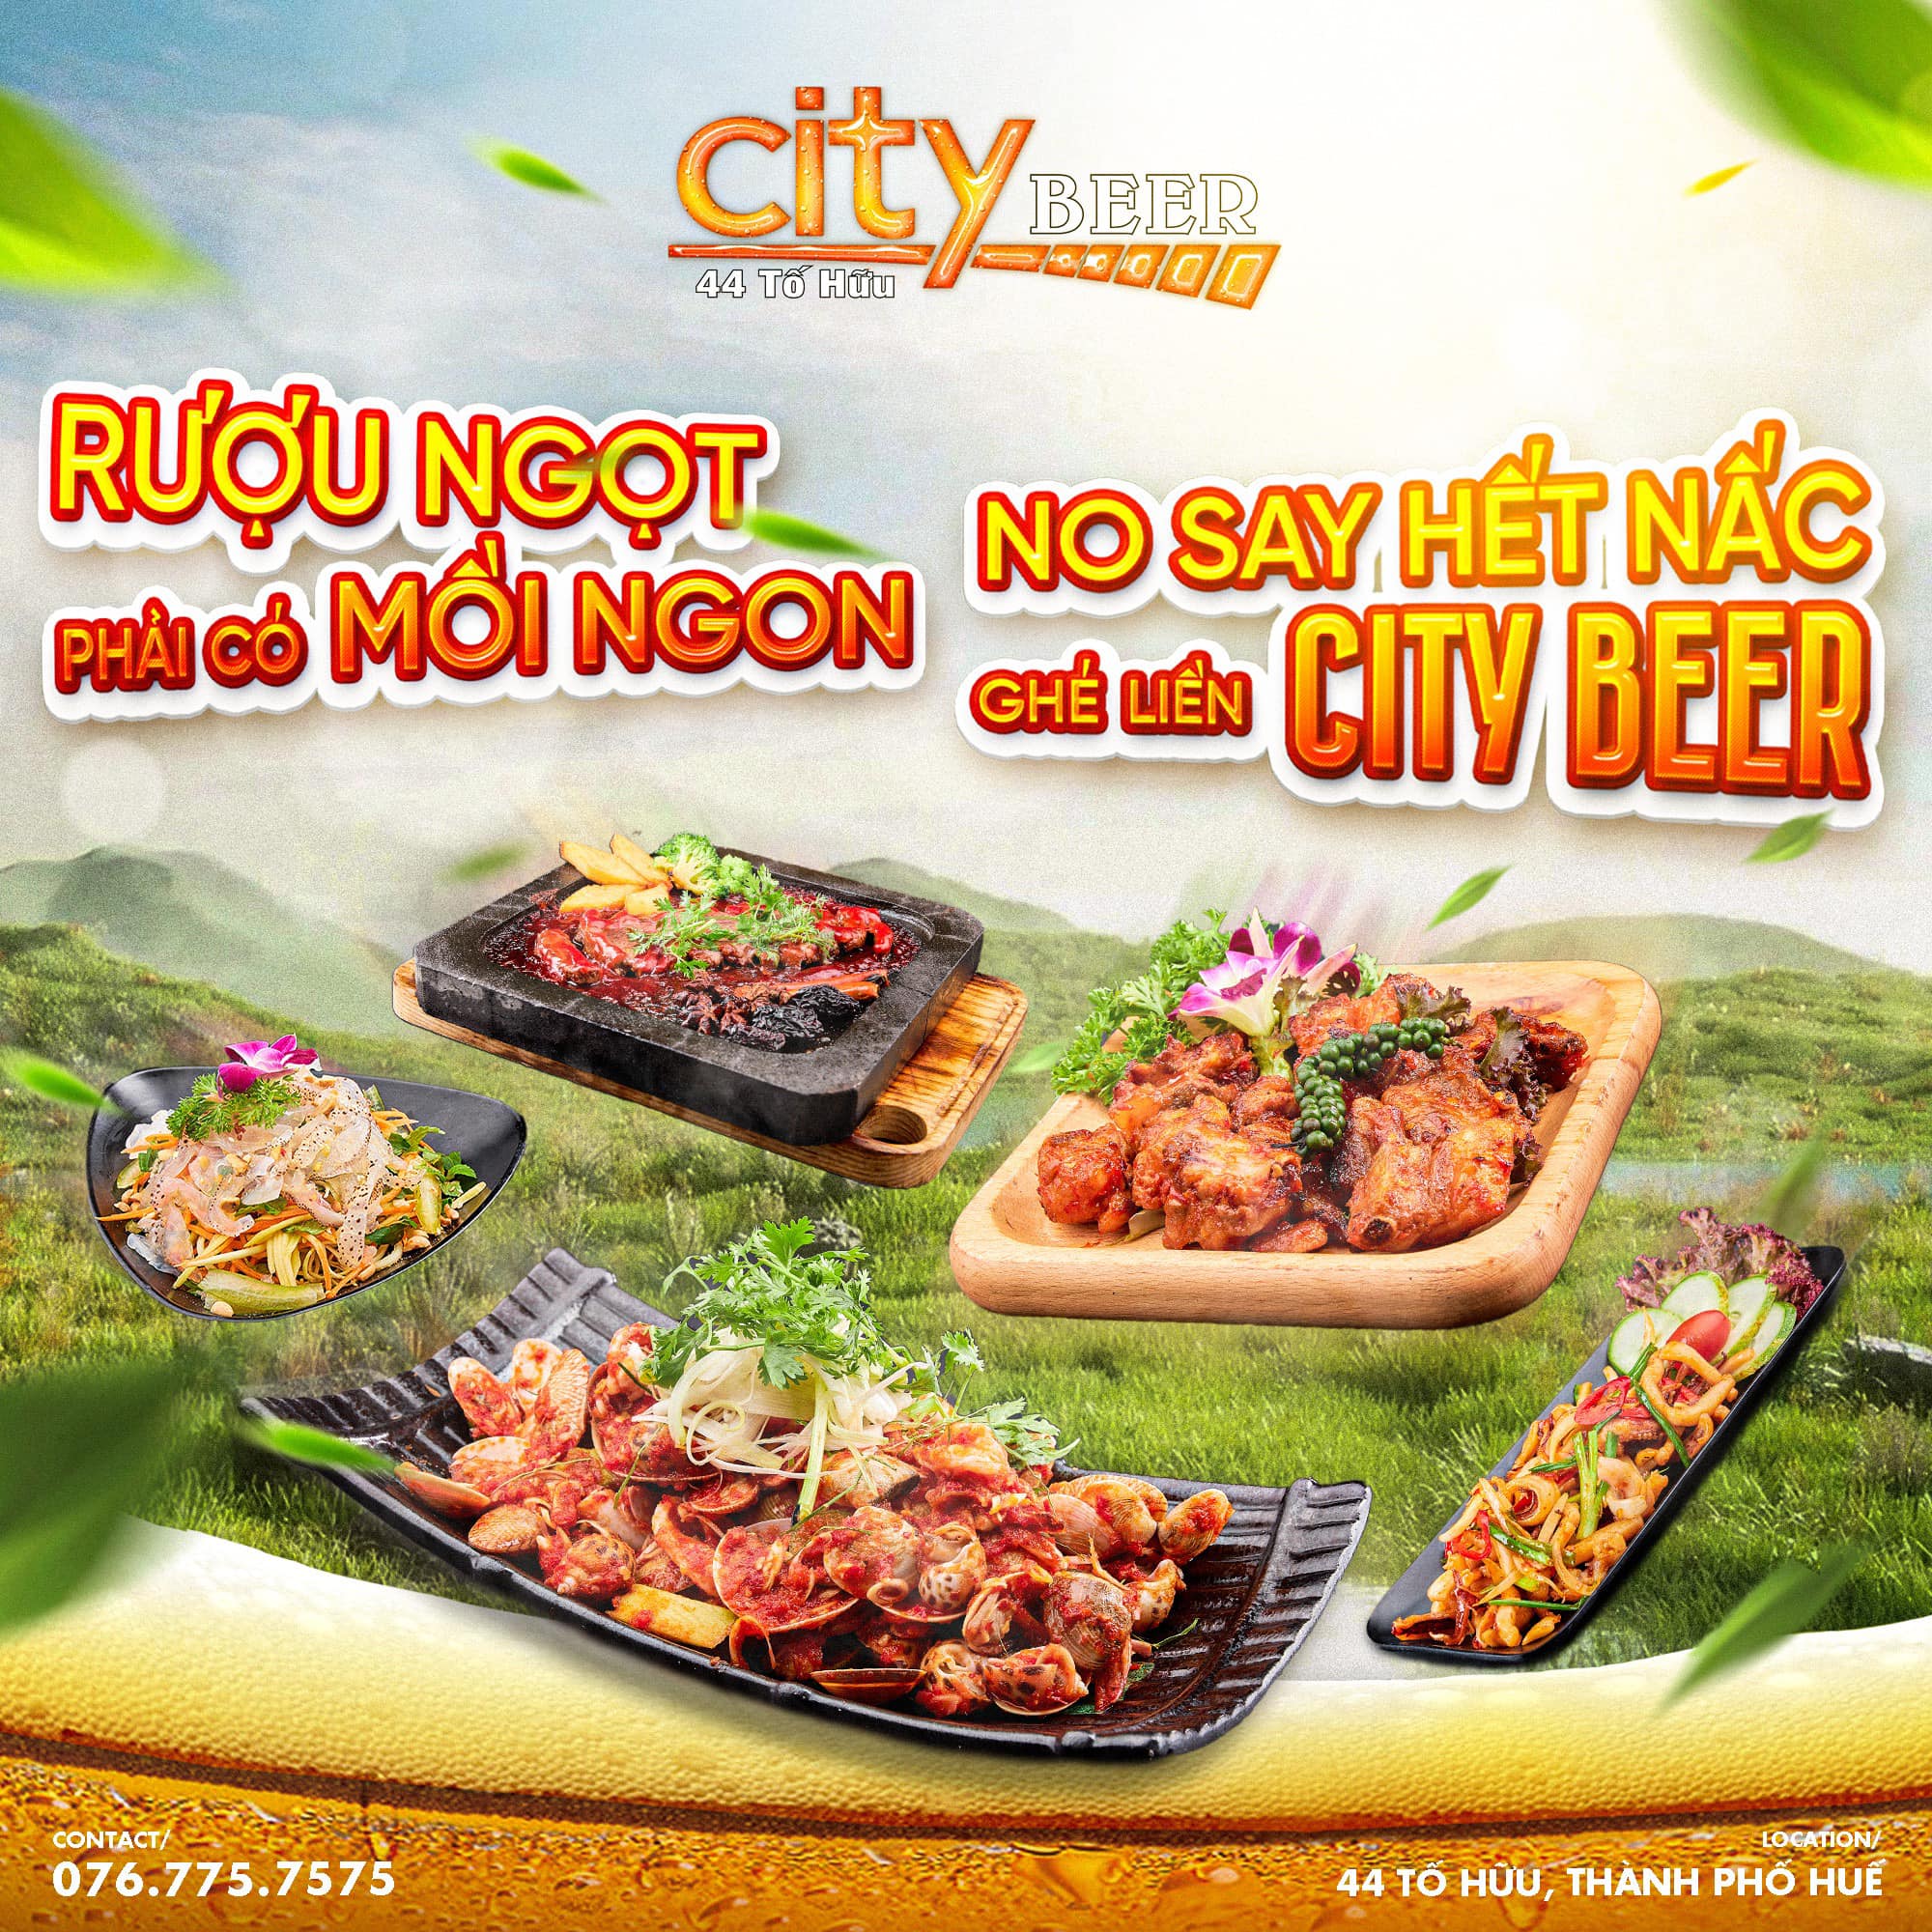 city BEER
44 Tố Hữu
RƯỢU NGỌT
PHẢI CÓ MỒI NGON
NO SAY HẾT NẤC
GHÉ LIỀN CITY BEER
CONTACT/
076.775.7575
LOCATION/
44 TỐ HỮU, THÀNH PHỐ HUẾ